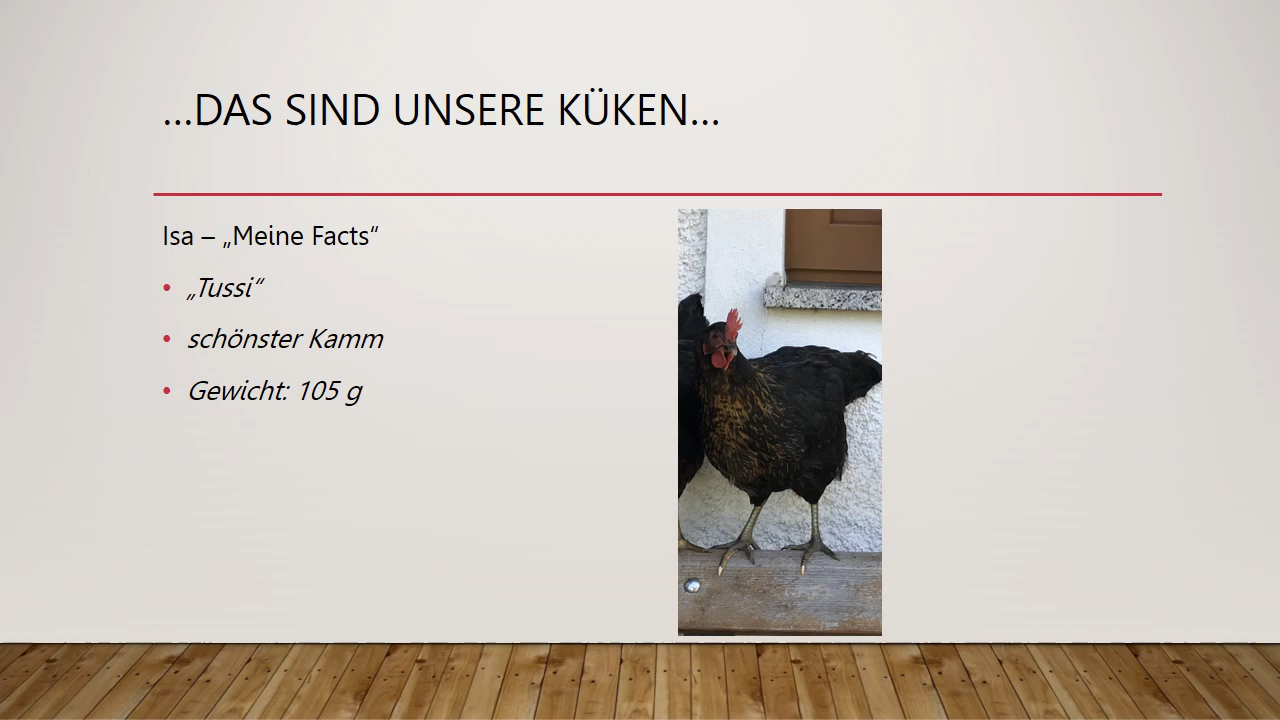 ...DAS SIND UNSERE KÜKEN...
Isa – „Meine Facts“
• „Tussi“
• schönster Kamm
• Gewicht: 105 g